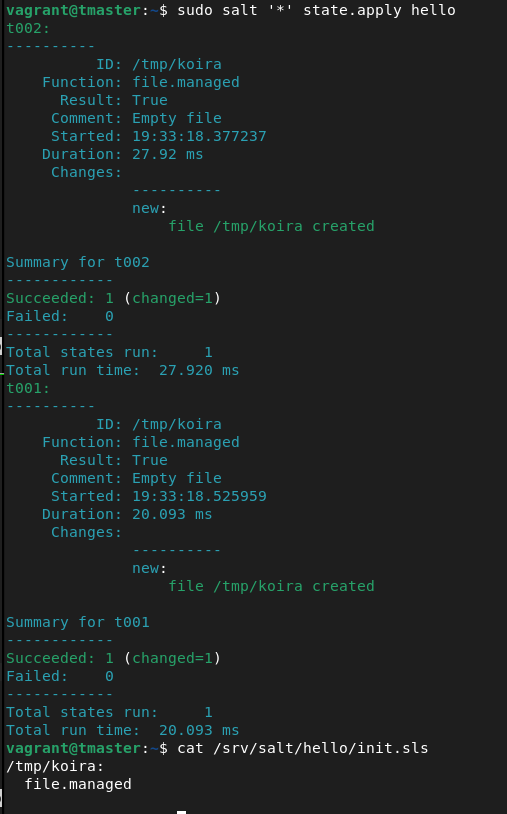 vagrant@tmaster:~$ sudo salt '*' state.apply hello
t002:
----------
          ID: /tmp/koira
    Function: file.managed
      Result: True
     Comment: Empty file
     Started: 19:33:18.377237
    Duration: 27.92 ms
     Changes:
              ----------
              new:
                  file /tmp/koira created

Summary for t002
------------
Succeeded: 1 (changed=1)
Failed:    0
------------
Total states run:     1
Total run time:  27.920 ms
t001:
----------
          ID: /tmp/koira
    Function: file.managed
      Result: True
     Comment: Empty file
     Started: 19:33:18.525959
    Duration: 20.093 ms
     Changes:
              ----------
              new:
                  file /tmp/koira created

Summary for t001
------------
Succeeded: 1 (changed=1)
Failed:    0
------------
Total states run:     1
Total run time:  20.093 ms
vagrant@tmaster:~$ cat /srv/salt/hello/init.sls
/tmp/koira:
  file.managed